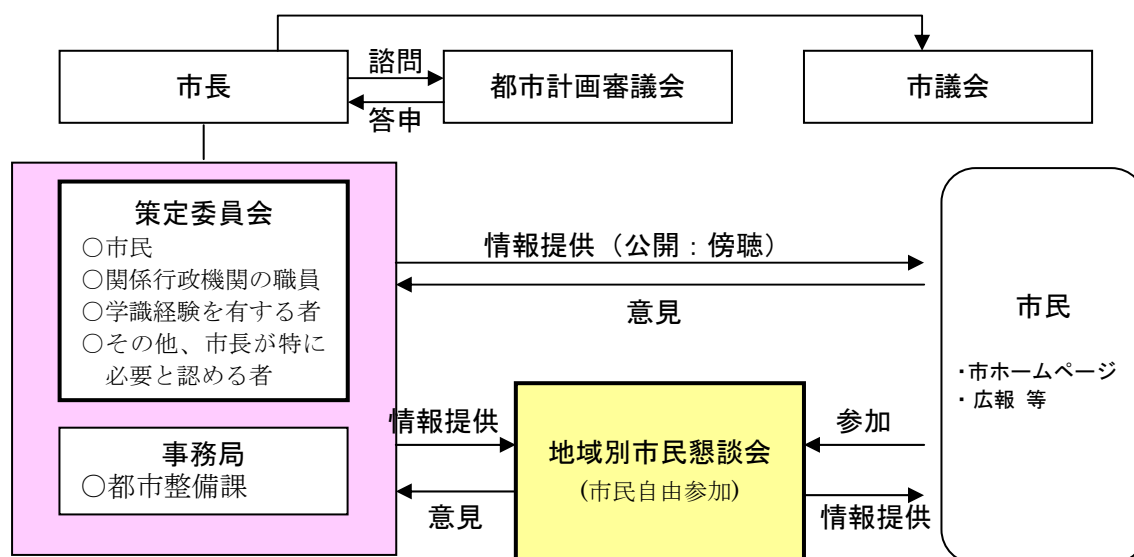 市長
諮問
答申
都市計画審議会
市議会
策定委員会
○市民
○関係行政機関の職員
○学識経験を有する者
○その他、市長が特に
必要と認める者
事務局
○都市整備課
情報提供（公開：傍聴）
意見
情報提供
意見
地域別市民懇談会
(市民自由参加)
参加
情報提供
市民
・市ホームページ
・広報 等